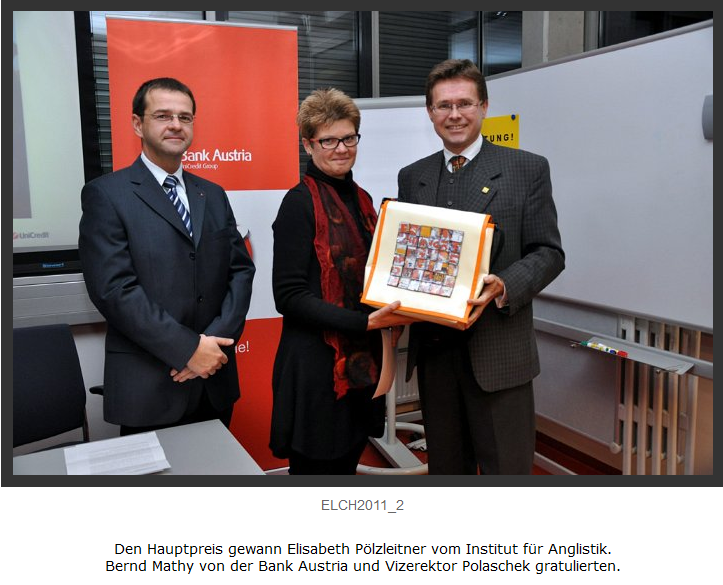 Bank Austria
UniCredit Group
TUNG!
UniCredit
ELCH2011_2
Den Hauptpreis gewann Elisabeth Pölzleitner vom Institut für Anglistik.
Bernd Mathy von der Bank Austria und Vizerektor Polaschek gratulierten.